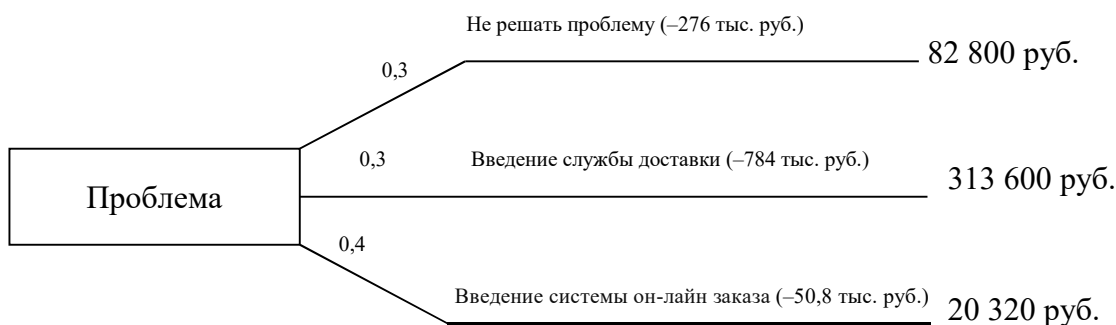 Не решать проблему (–276 тыс. руб.)
82 800 руб.
0,3
0,3
Введение службы доставки (–784 тыс. руб.)
313 600 руб.
Проблема
0,4
Введение системы он-лайн заказа (–50,8 тыс. руб.)
20 320 руб.